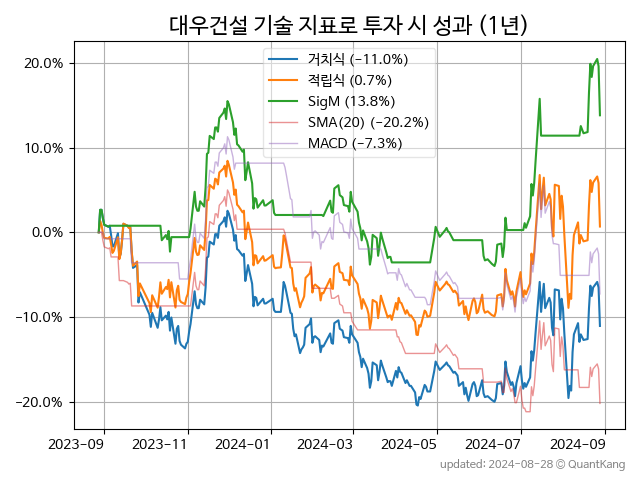 대우건설 기술 지표로 투자 시 성과 (1년)
거치식 (−11.0%)
적립식 (0.7%)
SigM (13.8%)
SMA(20) (−20.2%)
MACD (−7.3%)
20.0%
10.0%
0.0%
−10.0%
−20.0%
2023-09 2023-11 2024-01 2024-03 2024-05 2024-07 2024-09
updated: 2024-08-28 © QuantKang